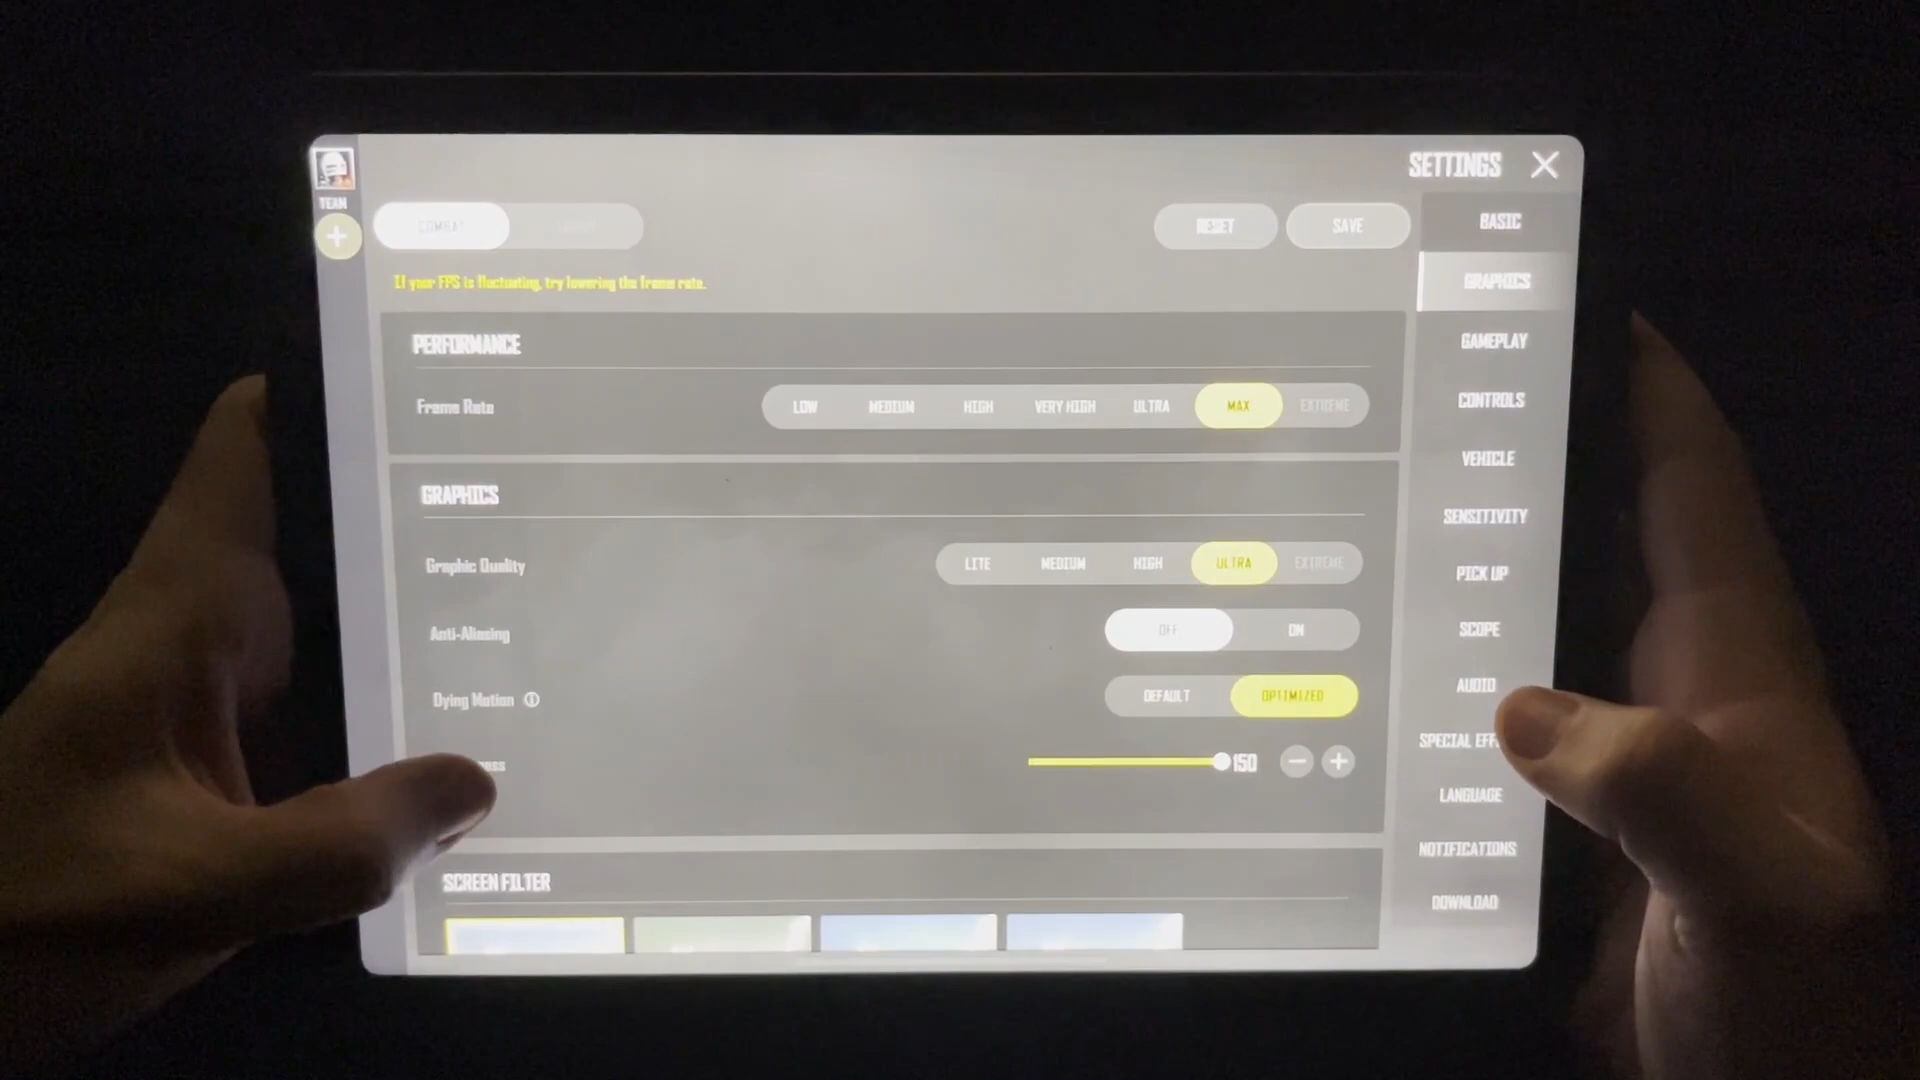 SETTINGS
TEAM
COMBAT
RESET
SAVE
If your FPS is fluctuating, try lowering the frame rate.
PERFORMANCE
Frame Rate
LOW
MEDIUM
HIGH
VERY HIGH
ULTRA
MAX
EXTREME
GRAPHICS
Graphic Quality
LITE
MEDIUM
HIGH
ULTRA
EXTREME
Anti-Aliasing
OFF
ON
Dying Motion
DEFAULT
OPTIMIZED
150
SCREEN FILTER
BASIC
GRAPHICS
GAMEPLAY
CONTROLS
VEHICLE
SENSITIVITY
PICK UP
SCOPE
AUDIO
SPECIAL
LANGUAGE
NOTIFICATIONS
DOWNLOAD